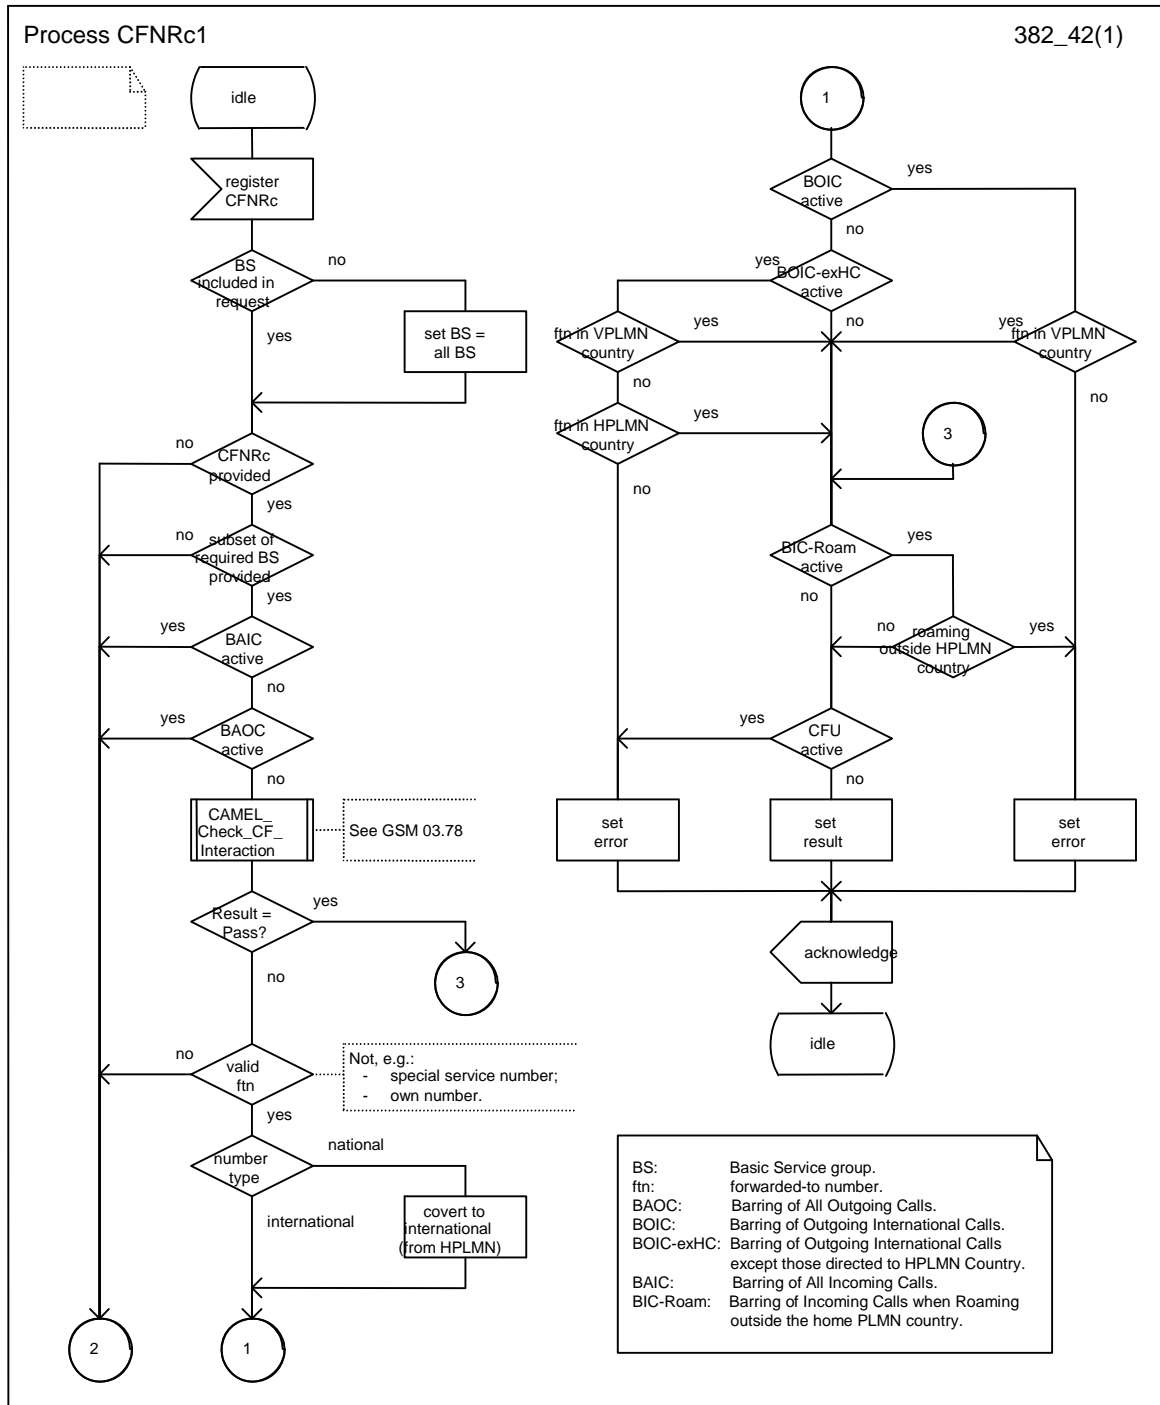 Process CFNRc1
382_42(1)
idle
register
CFNRc
BS
included in
request
no
yes
set BS =
all BS
no
CFNRc
provided
yes
no
subset of
required BS
provided
yes
yes
BAIC
active
no
yes
BAOC
active
no
CAMEL_
Check_CF_
Interaction
See GSM 03.78
Result =
Pass?
yes
no
3
no
valid
ftn
yes
Not, e.g.:
- special service number;
- own number.
number
type
national
international
covert to
international
(from HPLMN)
2
1
1
BOIC
active
yes
no
yes
BOIC-exHC
active
no
ftn in VPLMN
country
yes
no
yes
ftn in VPLMN
country
no
ftn in HPLMN
country
yes
no
3
BIC-Roam
active
yes
no
no
roaming
outside HPLMN
country
yes
yes
CFU
active
no
set
error
set
result
set
error
acknowledge
idle
BS: Basic Service group.
ftn: forwarded-to number.
BAOC: Barring of All Outgoing Calls.
BOIC: Barring of Outgoing International Calls.
BOIC-exHC: Barring of Outgoing International Calls
except those directed to HPLMN Country.
BAIC: Barring of All Incoming Calls.
BIC-Roam: Barring of Incoming Calls when Roaming
outside the home PLMN country.